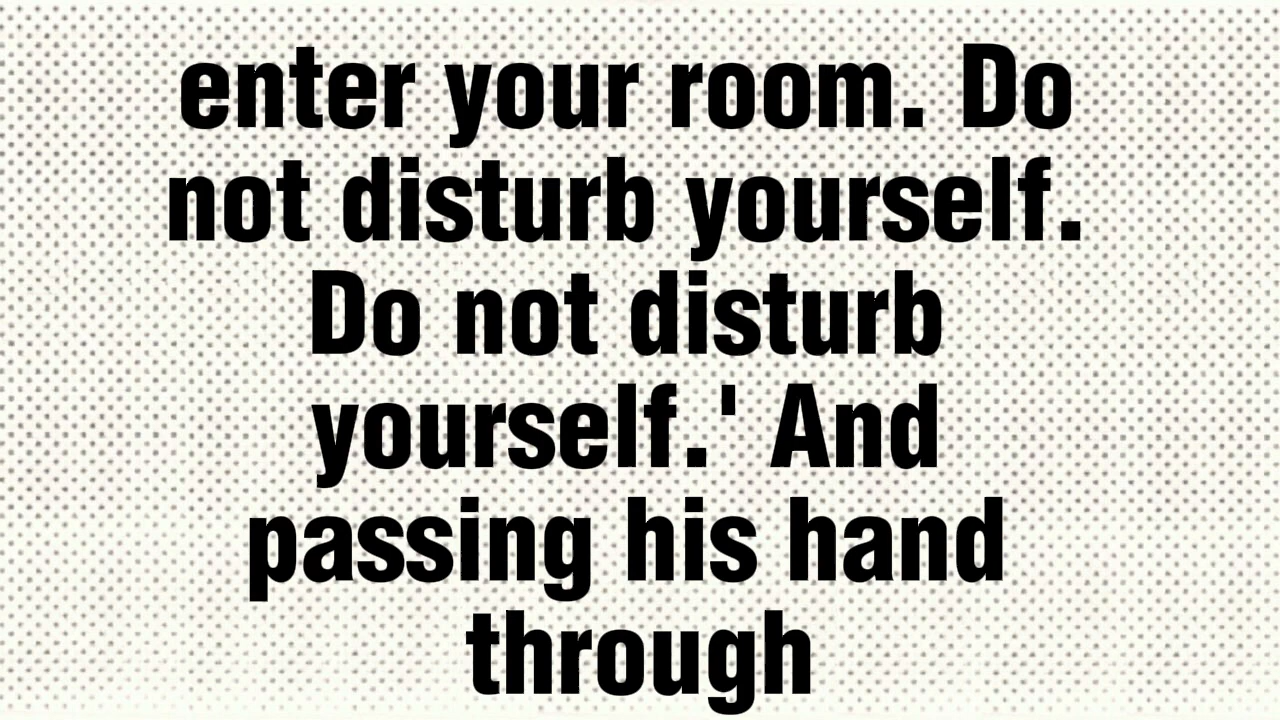 enter your room. Do
not disturb yourself.
Do not disturb
yourself.' And
passing his hand
through